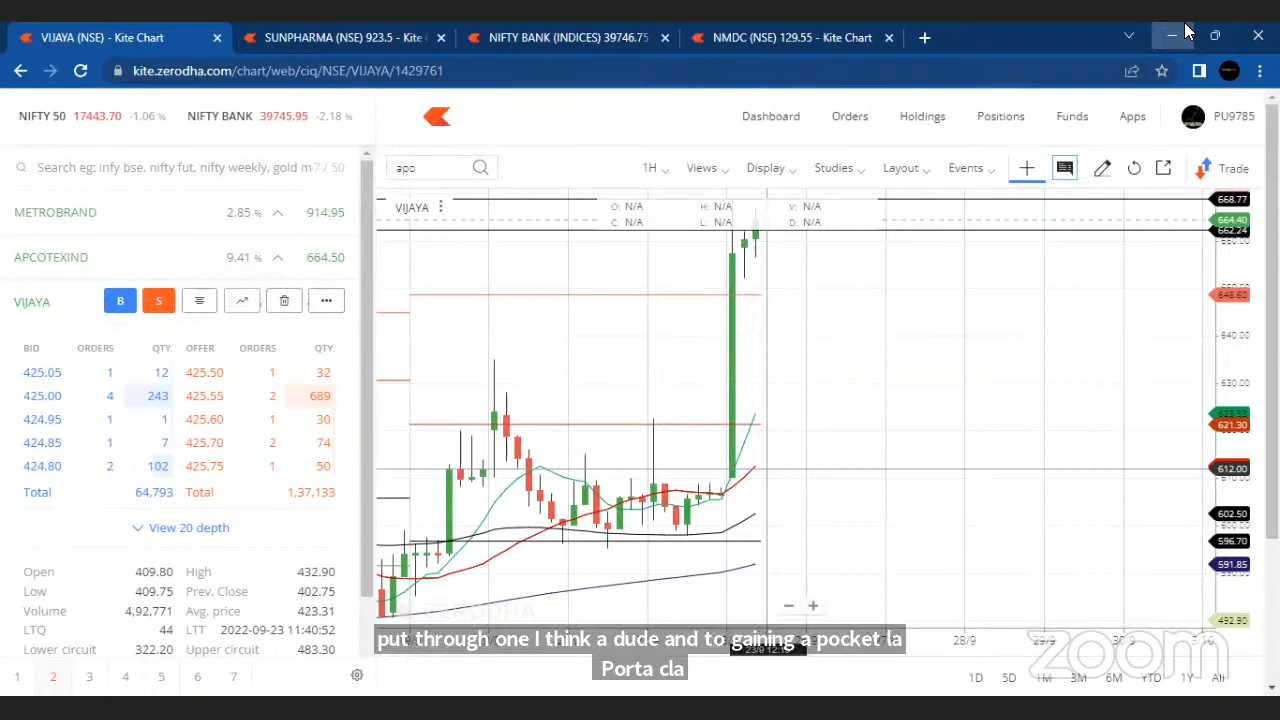 VIJAYA (NSE) - Kite Chart
SUNPHARMA (NSE) 923.5 - Kite
NIFTY BANK (INDICES) 39746.75
NMDC (NSE) 129.55 - Kite Chart
kite.zerodha.com/chart/web/ciq/NSE/VIJAYA/1429761
NIFTY 50 17443.70 -1.06 % NIFTY BANK 39745.95 -2.18 %
Dashboard Orders Holdings Positions Funds Apps PU9785
Search eg: infy bse, nifty fut, nifty weekly, gold m 7 / 50
apo 1H Views Display Studies Layout Events Trade
METROBRAND 2.85 % 914.95
APCOTEXIND 9.41 % 664.50
VIJAYA B S
BID ORDERS QTY. OFFER ORDERS QTY.
425.05 1 12 425.50 1 32
425.00 4 243 425.55 2 689
424.95 1 1 425.60 1 30
424.85 1 7 425.70 2 74
424.80 2 102 425.75 1 50
Total 64,793 Total 1,37,133
View 20 depth
Open 409.80 High 432.90
Low 409.75 Prev. Close 402.75
Volume 4,92,771 Avg. price 423.31
LTQ 44 LTT 2022-09-23 11:40:52
Lower circuit 322.20 Upper circuit 483.30
1 2 3 4 5 6 7
VIJAYA
O: N/A H: N/A V: N/A
C: N/A L: N/A D: N/A
668.77
664.40
662.24
648.60
640.00
630.00
621.30
612.00
602.50
596.70
591.85
492.90
ZERODHA
28/9 29/9 30/9 3/10
put through one I think a dude and to gaining a pocket la
Porta cla
zoom
1D 5D 1M 3M 6M YTD 1Y All